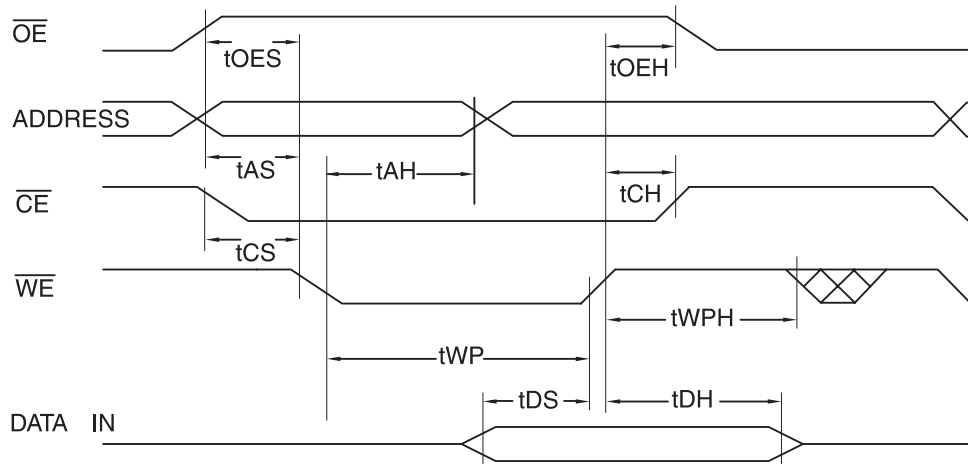 OE
tOES
tOEH
ADDRESS
tAS
tAH
tCH
CE
tCS
WE
tWPH
tWP
tDS
tDH
DATA IN